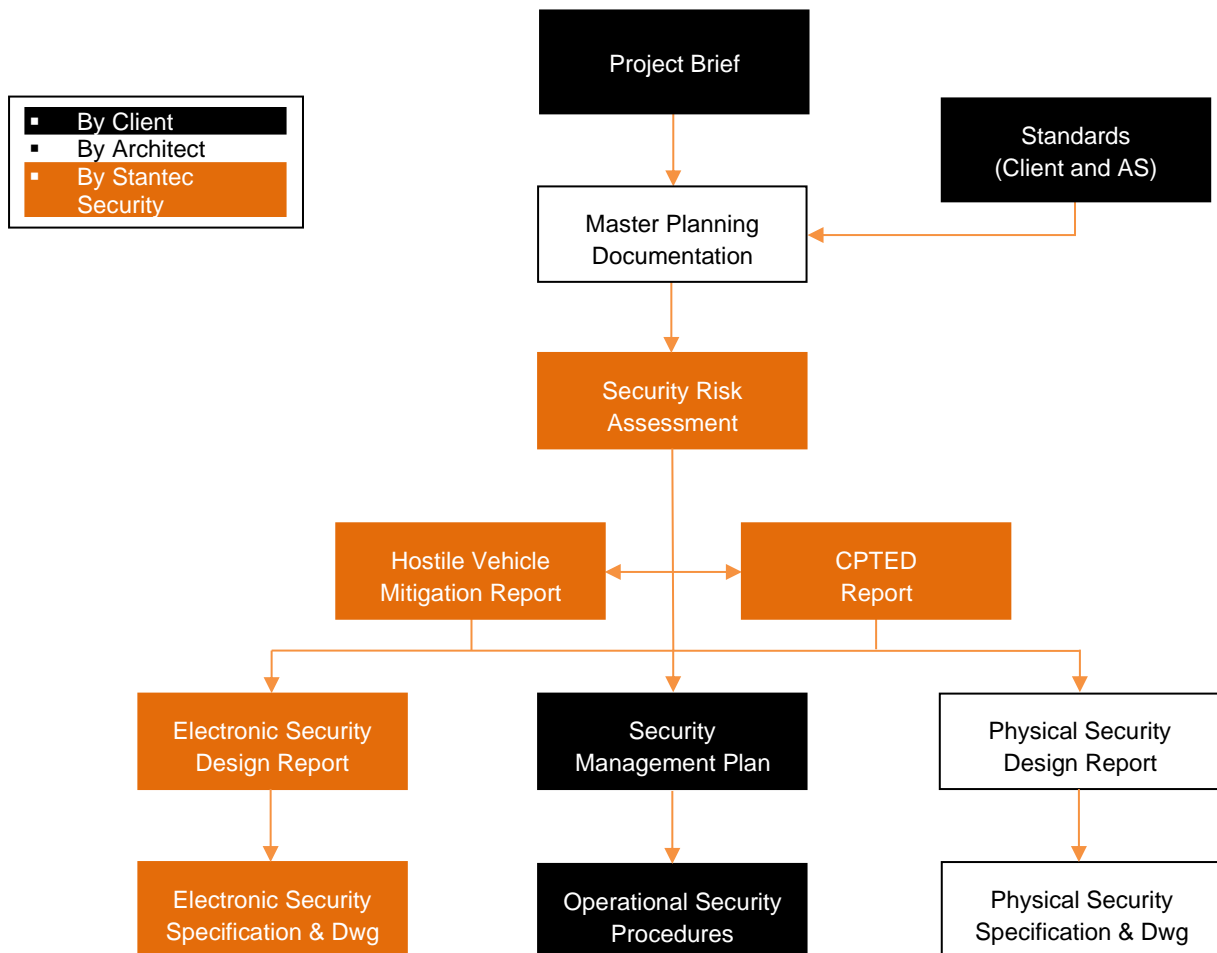 Project Brief
▪ By Client
▪ By Architect
▪ By Stantec
Security
Standards
(Client and AS)
Master Planning
Documentation
Security Risk
Assessment
Hostile Vehicle
Mitigation Report
CPTED
Report
Electronic Security
Design Report
Security
Management Plan
Physical Security
Design Report
Electronic Security
Specification & Dwg
Operational Security
Procedures
Physical Security
Specification & Dwg